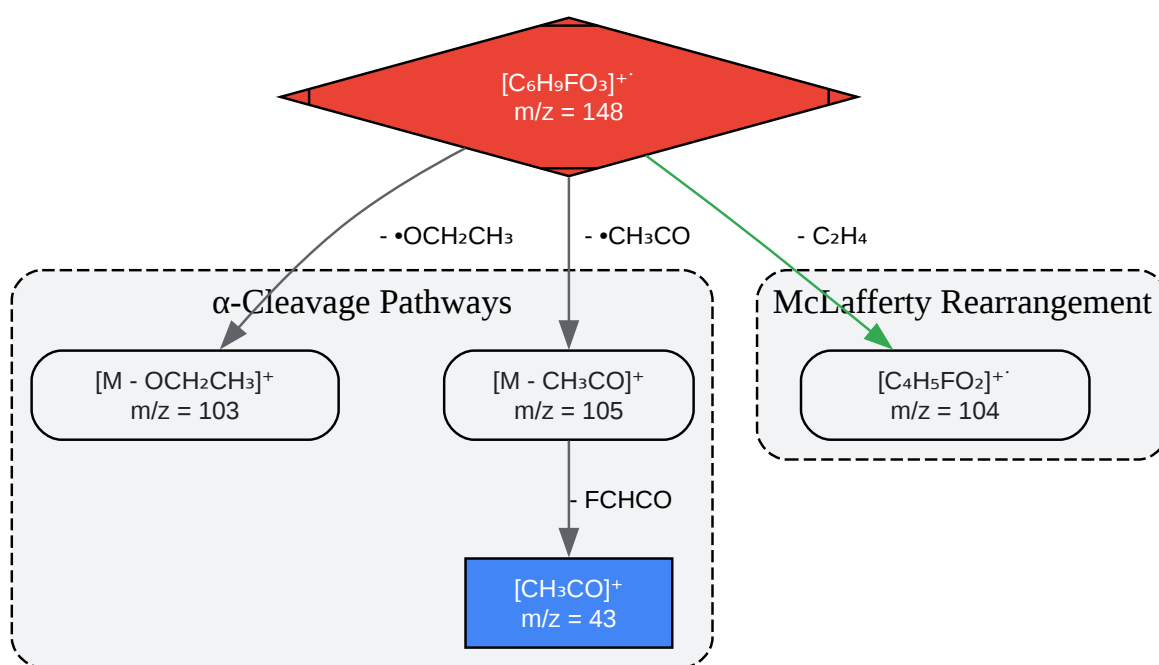 [C₆H₉FO₃]⁺˙
m/z = 148
- •OCH₂CH₃
- •CH₃CO
- C₂H₄
α-Cleavage Pathways
McLafferty Rearrangement
[M - OCH₂CH₃]⁺
m/z = 103
[M - CH₃CO]⁺
m/z = 105
[C₄H₅FO₂]⁺˙
m/z = 104
- FCHCO
[CH₃CO]⁺
m/z = 43